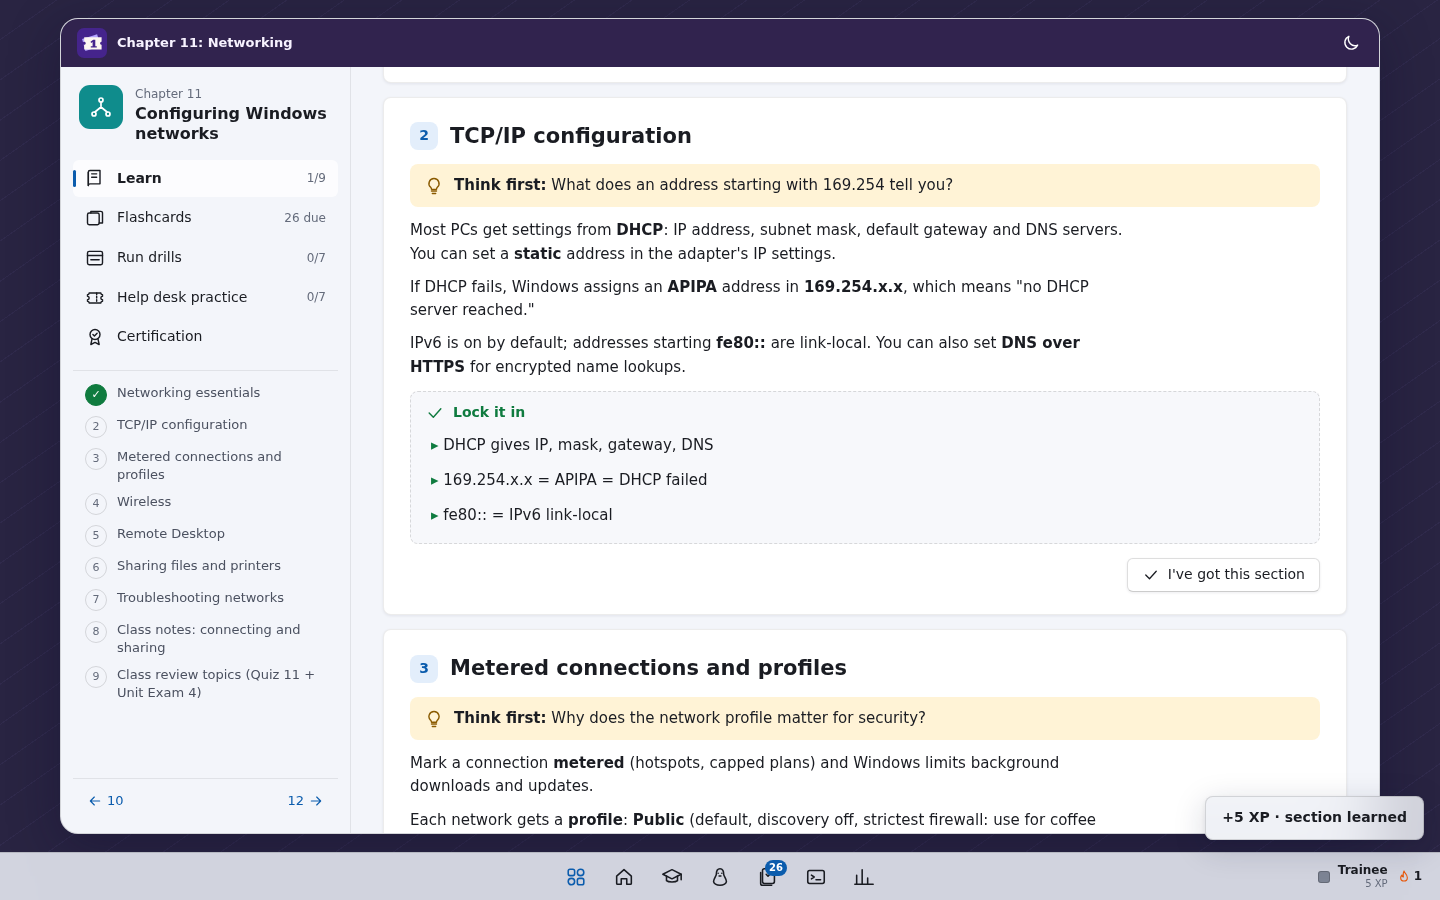 1
Chapter 11: Networking
Chapter 11
Configuring Windows
networks
Learn 1/9
Flashcards 26 due
Run drills 0/7
Help desk practice 0/7
Certification
✓ Networking essentials
2 TCP/IP configuration
3 Metered connections and
profiles
4 Wireless
5 Remote Desktop
6 Sharing files and printers
7 Troubleshooting networks
8 Class notes: connecting and
sharing
9 Class review topics (Quiz 11 +
Unit Exam 4)
← 10 12 →
2 TCP/IP configuration
Think first: What does an address starting with 169.254 tell you?
Most PCs get settings from DHCP: IP address, subnet mask, default gateway and DNS servers.
You can set a static address in the adapter's IP settings.
If DHCP fails, Windows assigns an APIPA address in 169.254.x.x, which means "no DHCP
server reached."
IPv6 is on by default; addresses starting fe80:: are link-local. You can also set DNS over
HTTPS for encrypted name lookups.
Lock it in
▸ DHCP gives IP, mask, gateway, DNS
▸ 169.254.x.x = APIPA = DHCP failed
▸ fe80:: = IPv6 link-local
I've got this section
3 Metered connections and profiles
Think first: Why does the network profile matter for security?
Mark a connection metered (hotspots, capped plans) and Windows limits background
downloads and updates.
Each network gets a profile: Public (default, discovery off, strictest firewall: use for coffee
+5 XP · section learned
26
Trainee
5 XP
1